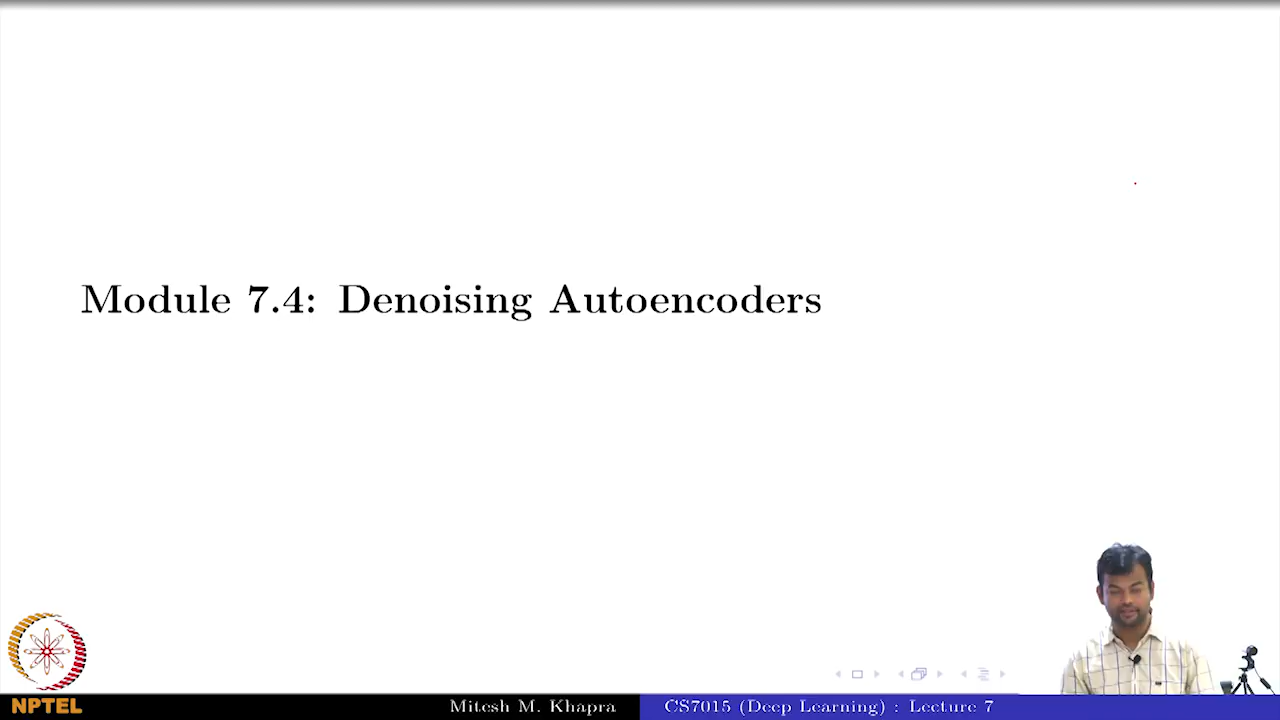 Module 7.4: Denoising Autoencoders
NPTEL
Mitesh M. Khapra
CS7015 (Deep Learning) : Lecture 7